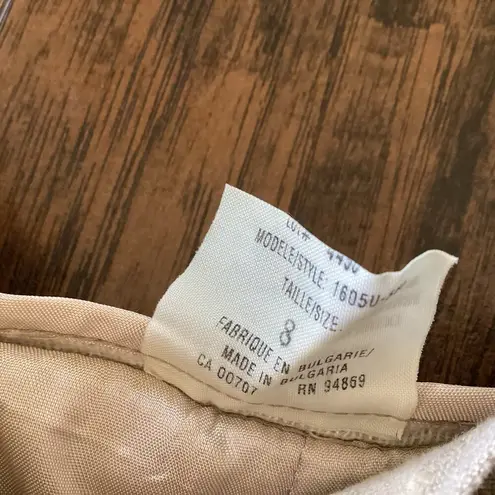 MODELE/STYLE: 1605U
TAILLE/SIZE-
8
FABRIQUE EN BULGARIE/
MADE IN BULGARIA
CA 00707 RN 94869